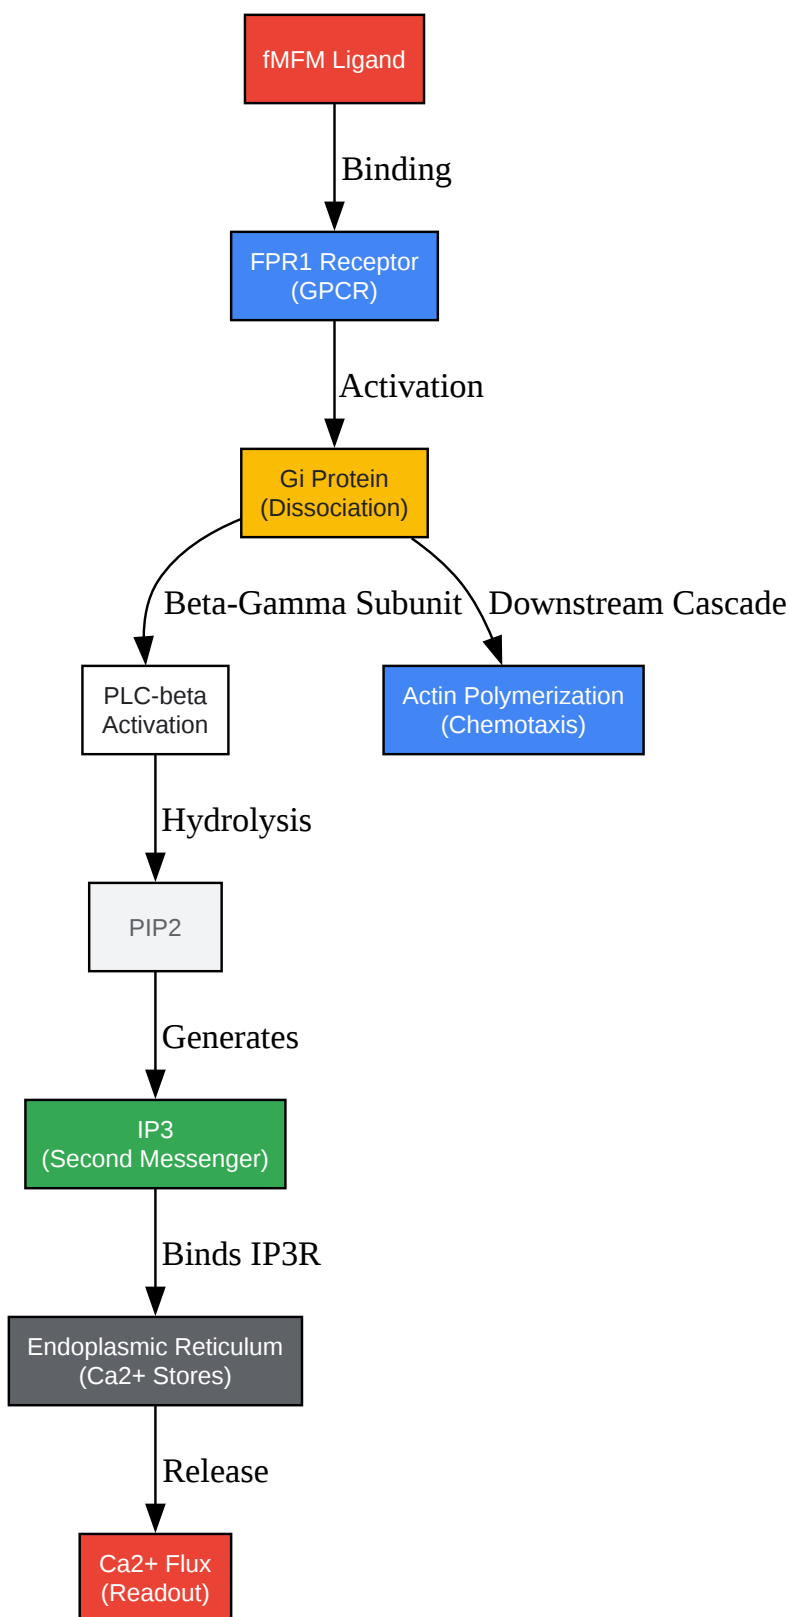 fMFM Ligand
Binding
FPR1 Receptor
(GPCR)
Activation
Gi Protein
(Dissociation)
Beta-Gamma Subunit
Downstream Cascade
PLC-beta
Activation
Actin Polymerization
(Chemotaxis)
Hydrolysis
PIP2
Generates
IP3
(Second Messenger)
Binds IP3R
Endoplasmic Reticulum
(Ca2+ Stores)
Release
Ca2+ Flux
(Readout)